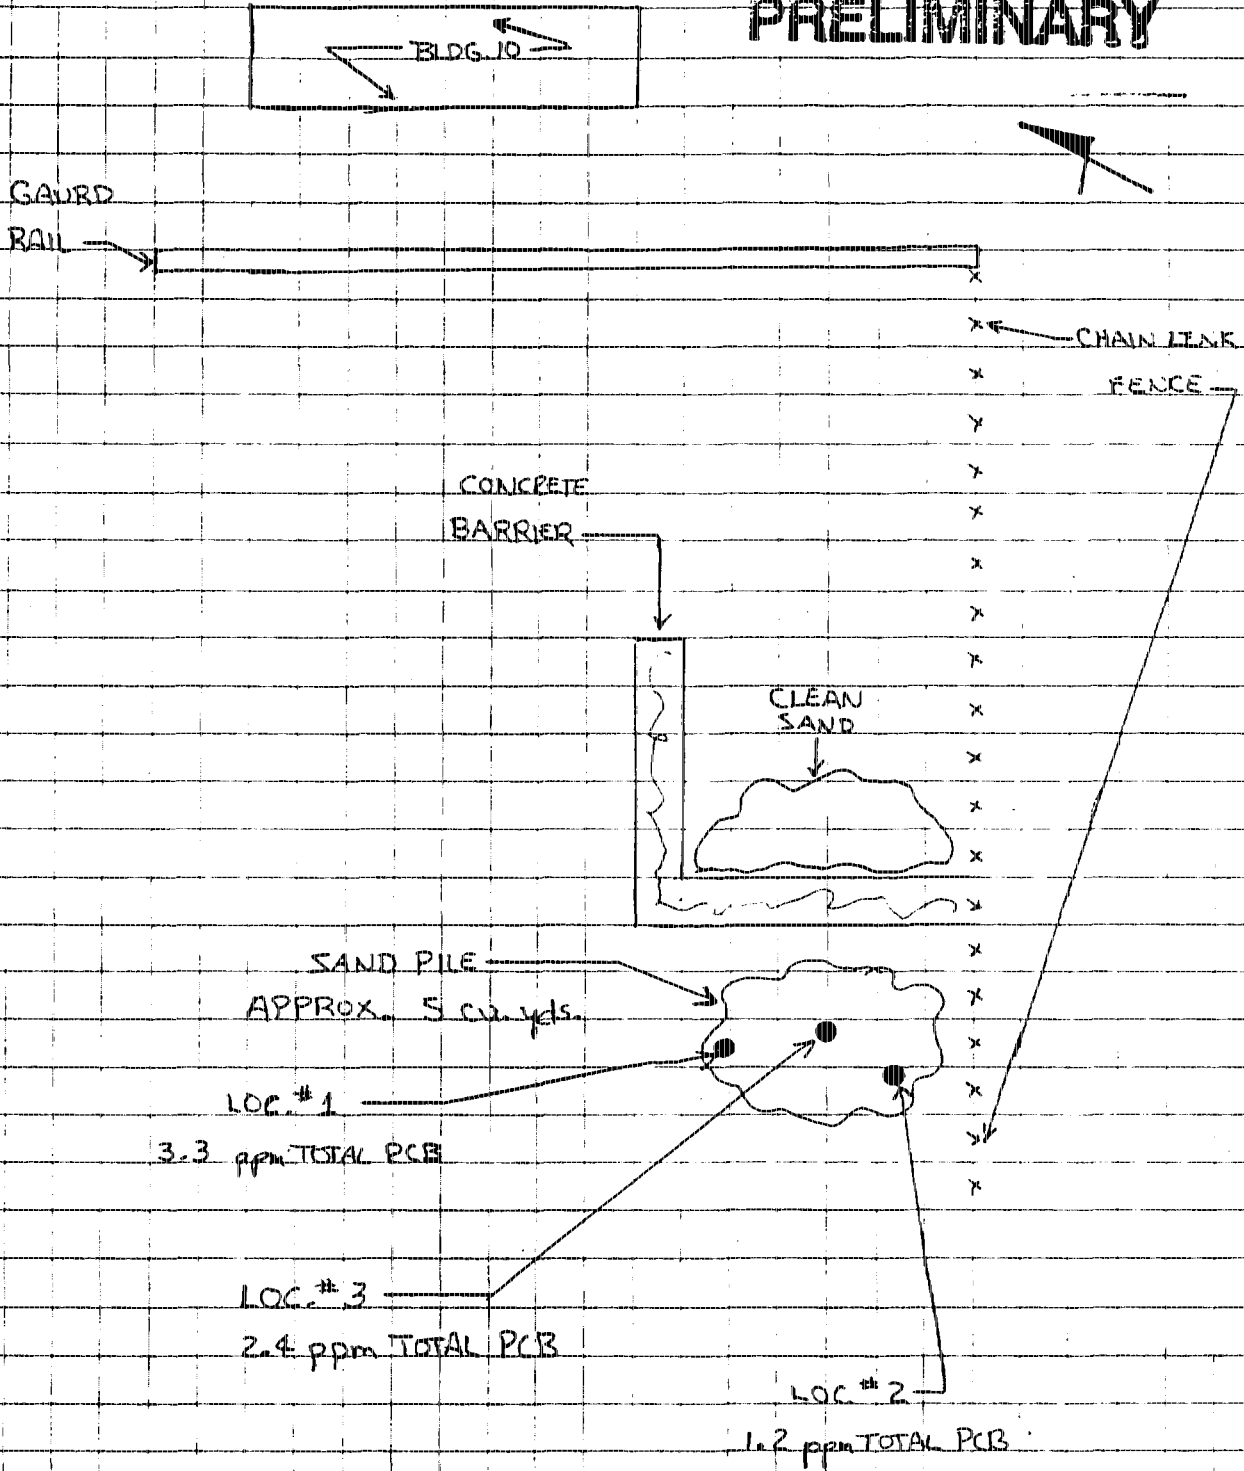 PRELIMINARY
BLDG. 10
GAURD
RAIL
CHAIN LINK
FENCE
CONCRETE
BARRIER
CLEAN
SAND
SAND PILE
APPROX. 5 cu. yds.
LOC. #1
3.3 ppm TOTAL PCB
LOC. #3
2.4 ppm TOTAL PCB
LOC. #2
1.2 ppm TOTAL PCB